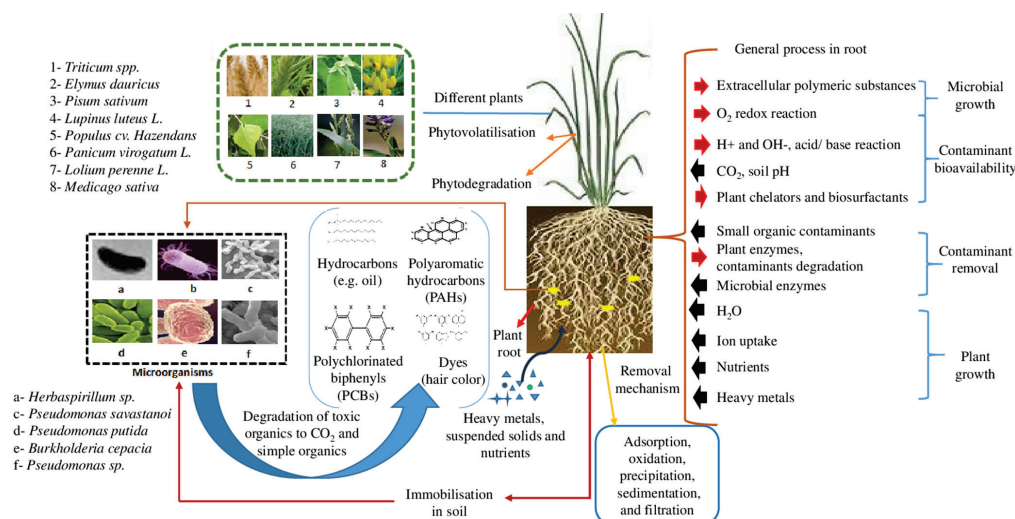 1- Triticum spp.
2- Elymus dauricus
3- Pisum sativum
4- Lupinus luteus L.
5- Populus cv. Hazendans
6- Panicum virogatum L.
7- Lolium perenne L.
8- Medicago sativa
1
2
3
4
5
6
7
8
Different plants
Phytovolatilisation
Phytodegradation
General process in root
Extracellular polymeric substances
O₂ redox reaction
H+ and OH-, acid/ base reaction
CO₂, soil pH
Plant chelators and biosurfactants
Small organic contaminants
Plant enzymes,
contaminants degradation
Microbial enzymes
H₂O
Ion uptake
Nutrients
Heavy metals
Microbial
growth
Contaminant
bioavailability
Contaminant
removal
Plant
growth
a
b
c
d
e
f
Microorganisms
a- Herbaspirillum sp.
c- Pseudomonas savastanoi
d- Pseudomonas putida
e- Burkholderia cepacia
f- Pseudomonas sp.
Hydrocarbons
(e.g. oil)
Polyaromatic
hydrocarbons
(PAHs)
X X X X
X X
X X X X
Polychlorinated
biphenyls
(PCBs)
Dyes
(hair color)
Plant
root
Heavy metals,
suspended solids and
nutrients
Removal
mechanism
Degradation of toxic
organics to CO₂ and
simple organics
Immobilisation
in soil
Adsorption,
oxidation,
precipitation,
sedimentation,
and filtration